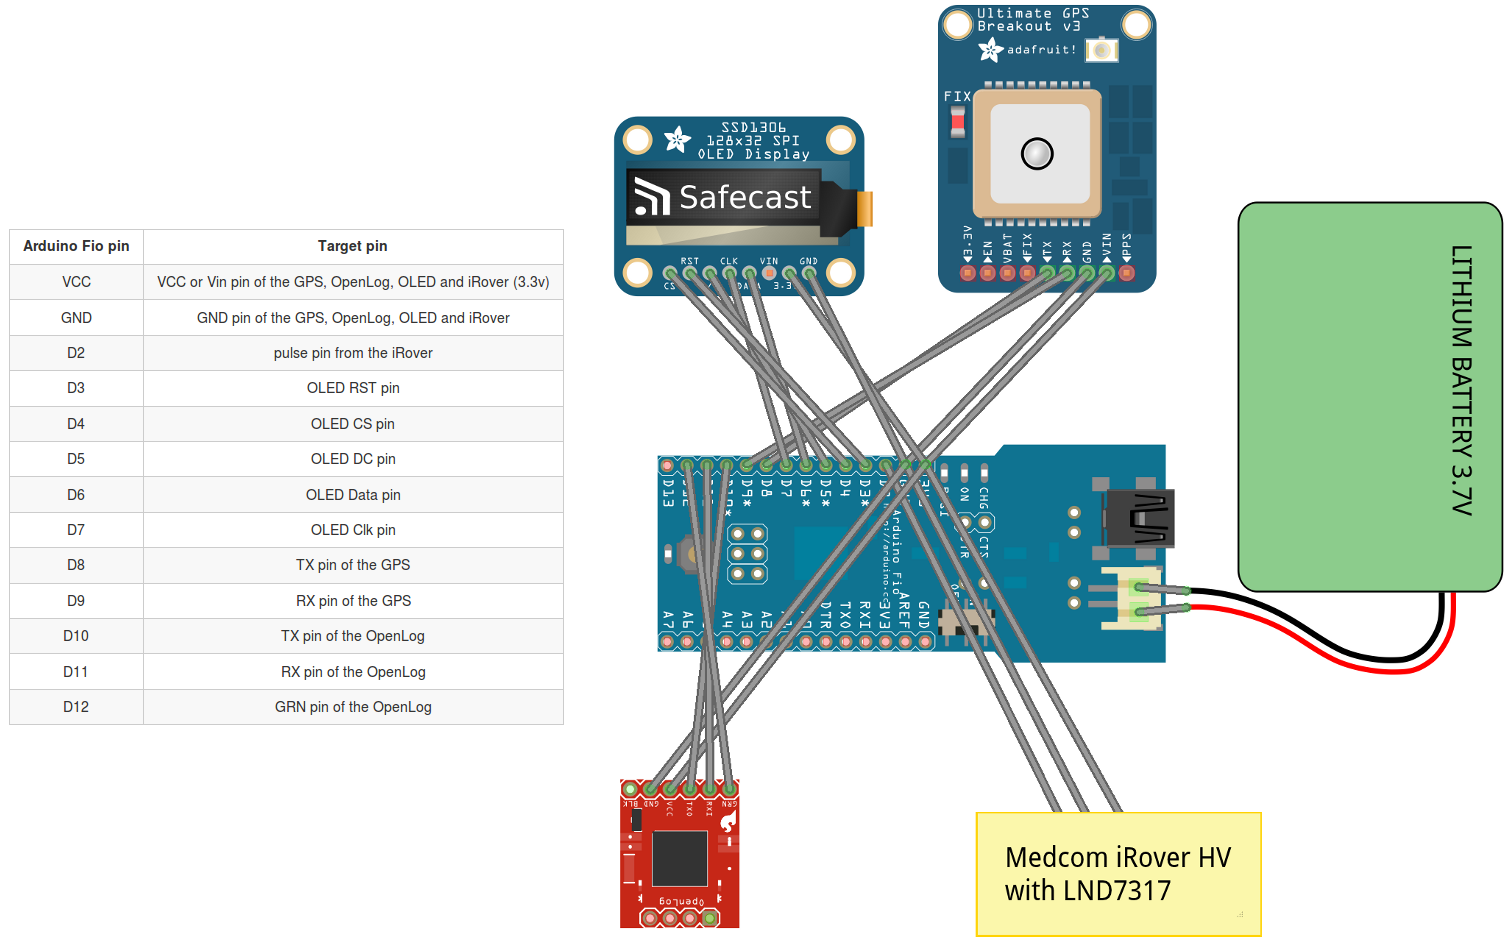 Arduino Fio pin Target pin
VCC VCC or Vin pin of the GPS, OpenLog, OLED and iRover (3.3v)
GND GND pin of the GPS, OpenLog, OLED and iRover
D2 pulse pin from the iRover
D3 OLED RST pin
D4 OLED CS pin
D5 OLED DC pin
D6 OLED Data pin
D7 OLED Clk pin
D8 TX pin of the GPS
D9 RX pin of the GPS
D10 TX pin of the OpenLog
D11 RX pin of the OpenLog
D12 GRN pin of the OpenLog
SSD1306
128x32 SPI
OLED Display
Safecast
RST CLK VIN GND
CS
Ultimate GPS
Breakout v3
adafruit!
FIX
3.3V EN VBAT FIX TX RX GND VIN PPS
LITHIUM BATTERY 3.7V
D13 D9* D8 D7 D6* D5* D4 D3*
ON CHG
CTS
Arduino Fio
A7 A6 A4 A3 A2 DTR TXO RXI 3V3 AREF GND
BLK GND VCC TXO RXI GRN
OpenLog
Medcom iRover HV
with LND7317